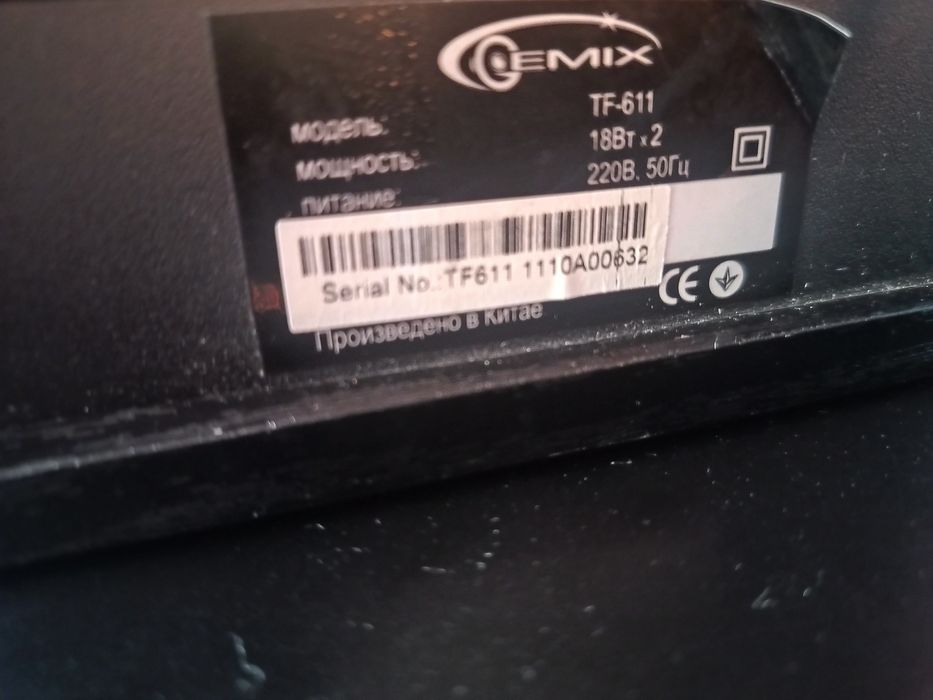 GEMIX
модель: TF-611
мощность: 18Вт x 2
питание: 220В. 50Гц
Serial No.:TF611 1110A00632
CE
Произведено в Китае